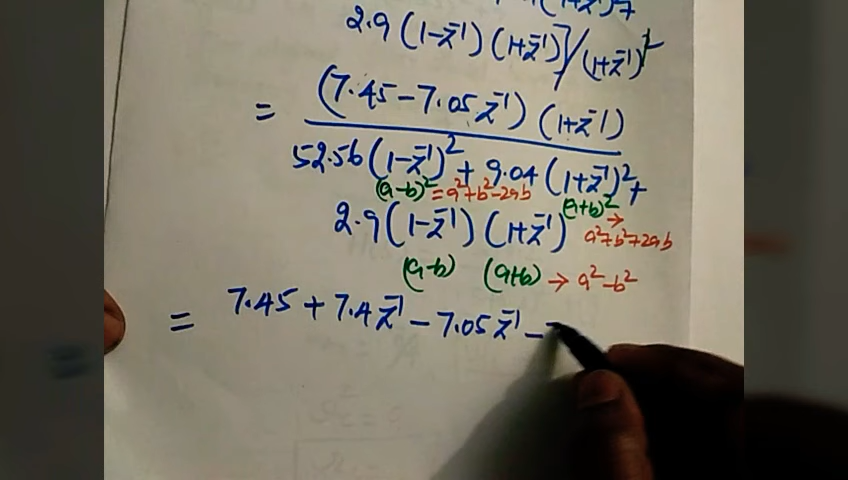 2.9 (1-z⁻¹) (1+z⁻¹)] / (1+z⁻¹)²
= (7.45 - 7.05 z⁻¹) (1+z⁻¹)
52.56 (1-z⁻¹)² + 9.04 (1+z⁻¹)² +
(a-b)² = a²+b²-2ab (a+b)² →
2.9 (1-z⁻¹) (1+z⁻¹) a²+b²+2ab
(a-b) (a+b) → a²-b²
= 7.45 + 7.4 z⁻¹ - 7.05 z⁻¹ -